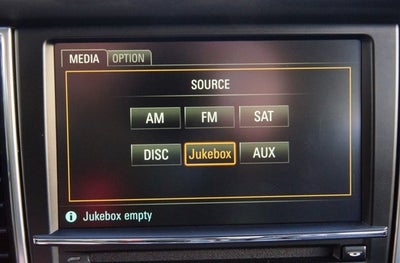 MEDIA OPTION
SOURCE
AM FM SAT
DISC Jukebox AUX
Jukebox empty